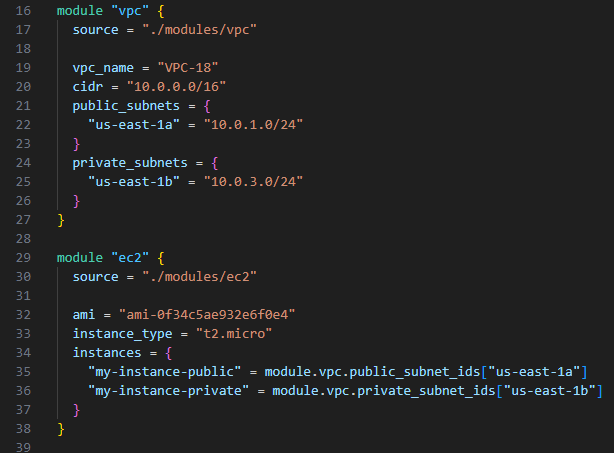 16 module "vpc" {
17   source = "./modules/vpc"
18
19   vpc_name = "VPC-18"
20   cidr = "10.0.0.0/16"
21   public_subnets = {
22     "us-east-1a" = "10.0.1.0/24"
23   }
24   private_subnets = {
25     "us-east-1b" = "10.0.3.0/24"
26   }
27 }
28
29 module "ec2" {
30   source = "./modules/ec2"
31
32   ami = "ami-0f34c5ae932e6f0e4"
33   instance_type = "t2.micro"
34   instances = {
35     "my-instance-public" = module.vpc.public_subnet_ids["us-east-1a"]
36     "my-instance-private" = module.vpc.private_subnet_ids["us-east-1b"]
37   }
38 }
39